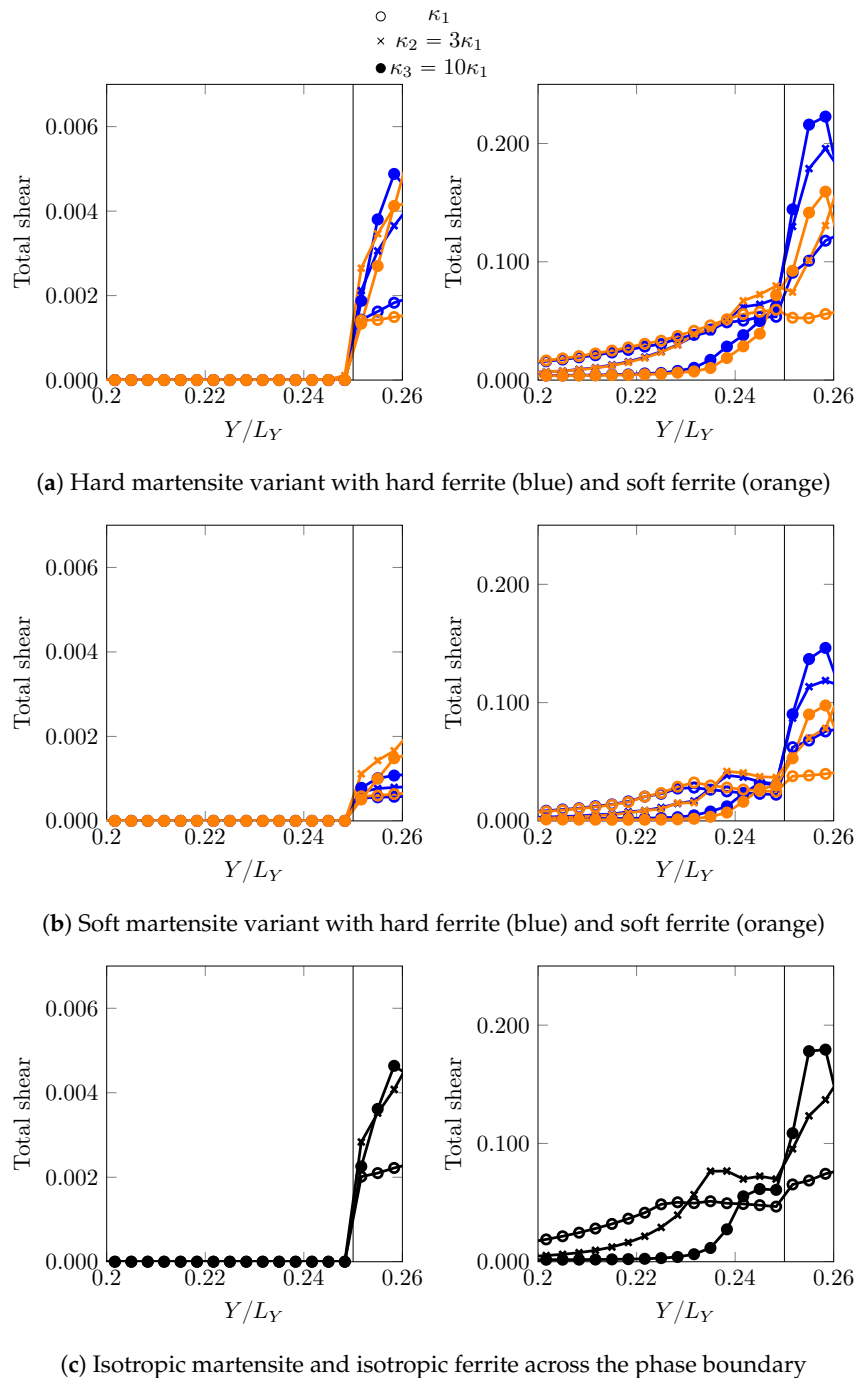 κ₁
κ₂ = 3κ₁
κ₃ = 10κ₁
Total shear
0.006
0.004
0.002
0.000
0.2 0.22 0.24 0.26
Y/L_Y
Total shear
0.200
0.100
0.000
0.2 0.22 0.24 0.26
Y/L_Y
(a) Hard martensite variant with hard ferrite (blue) and soft ferrite (orange)
Total shear
0.006
0.004
0.002
0.000
0.2 0.22 0.24 0.26
Y/L_Y
Total shear
0.200
0.100
0.000
0.2 0.22 0.24 0.26
Y/L_Y
(b) Soft martensite variant with hard ferrite (blue) and soft ferrite (orange)
Total shear
0.006
0.004
0.002
0.000
0.2 0.22 0.24 0.26
Y/L_Y
Total shear
0.200
0.100
0.000
0.2 0.22 0.24 0.26
Y/L_Y
(c) Isotropic martensite and isotropic ferrite across the phase boundary